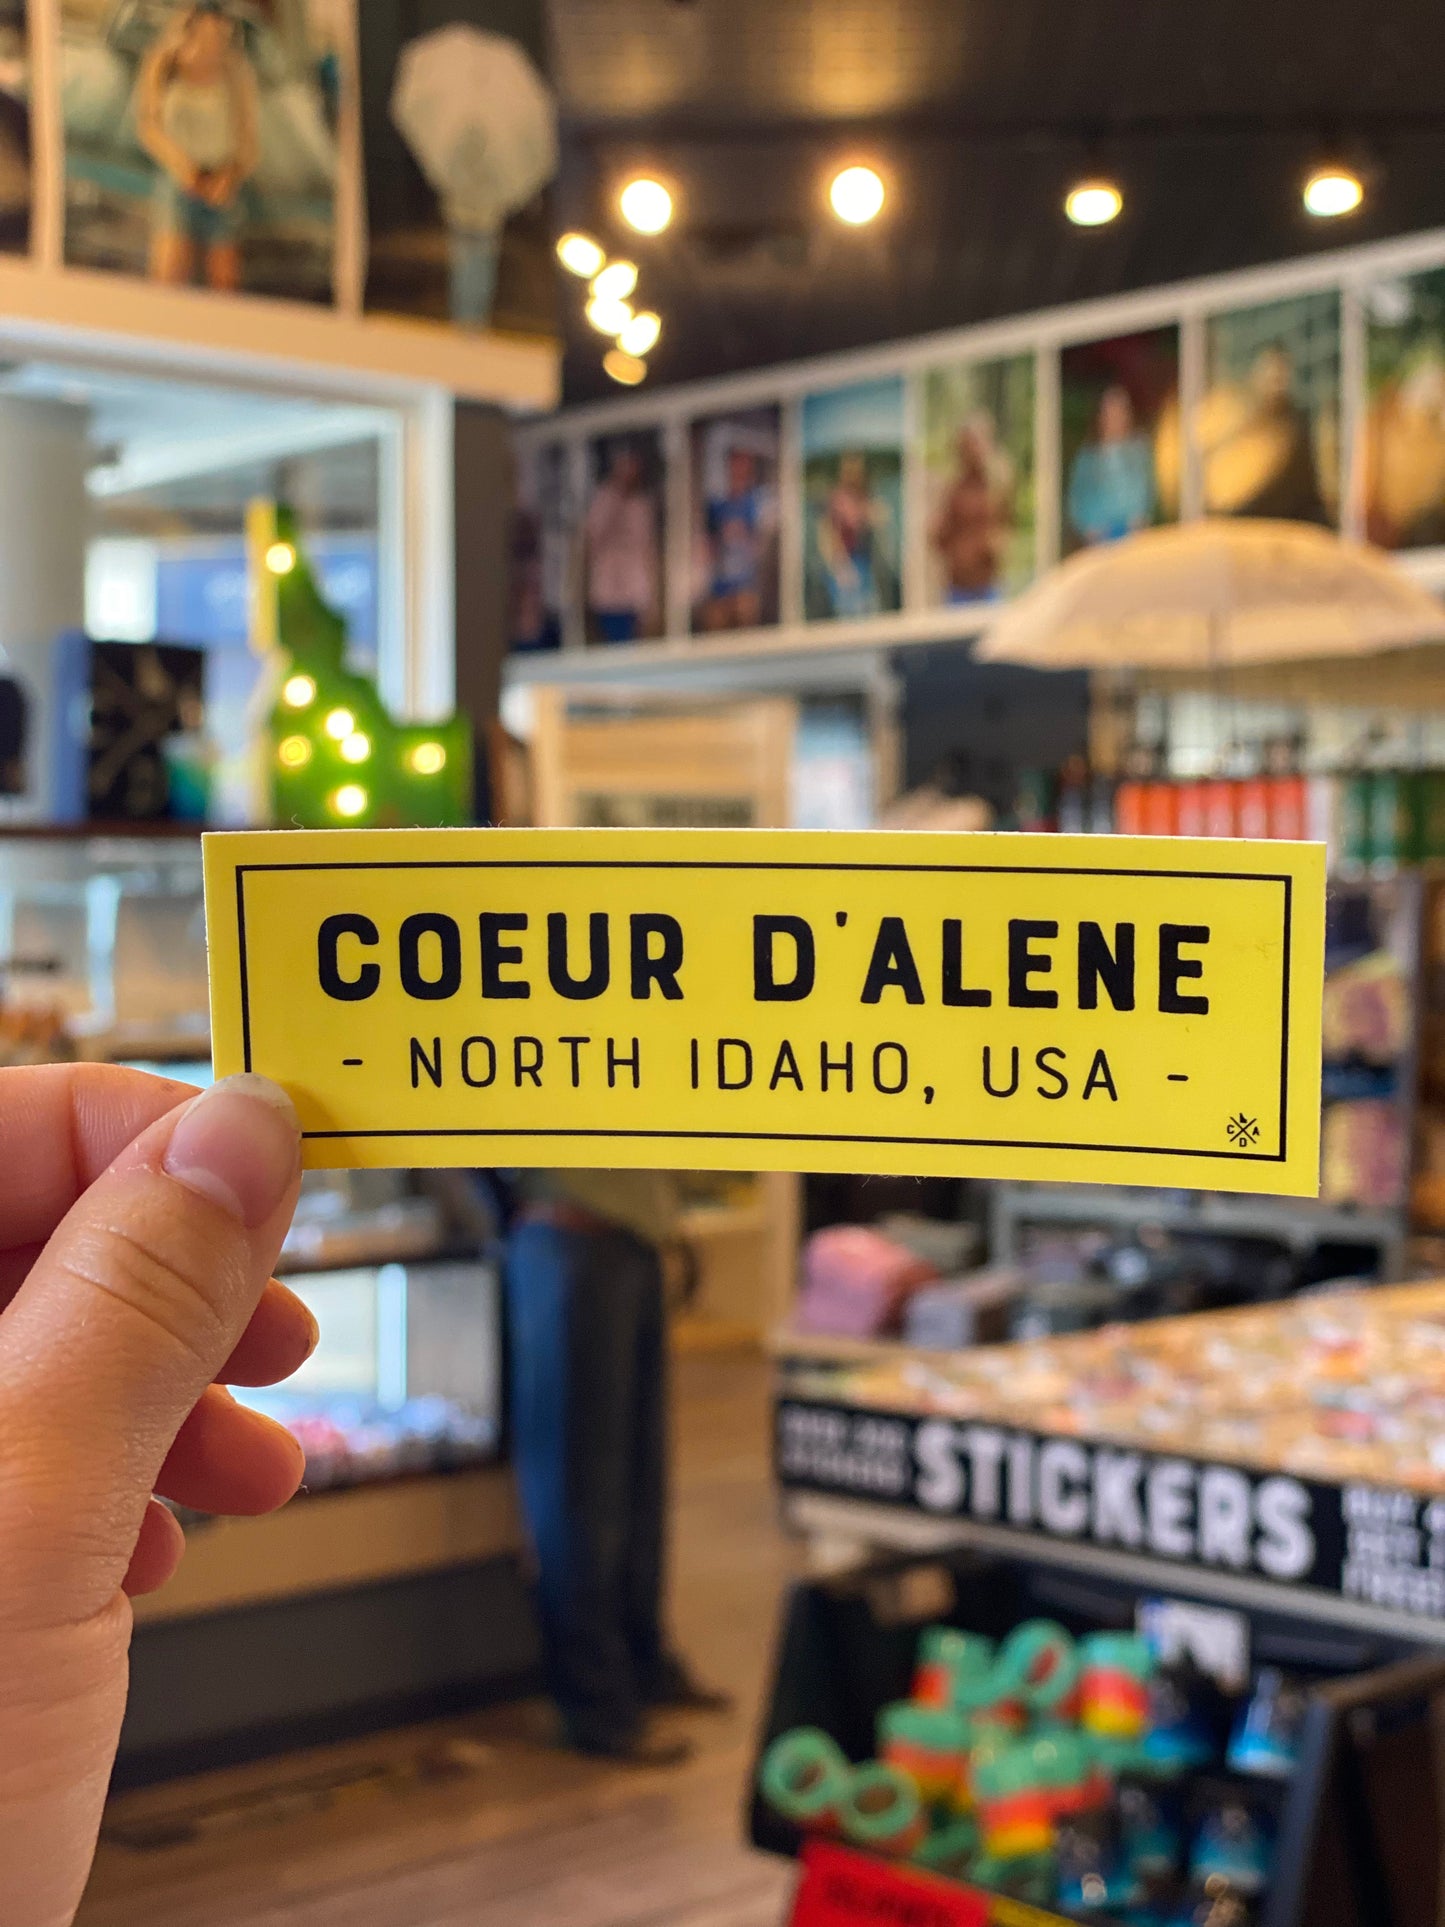 COEUR D'ALENE
- NORTH IDAHO, USA -
C A
D
STICKERS